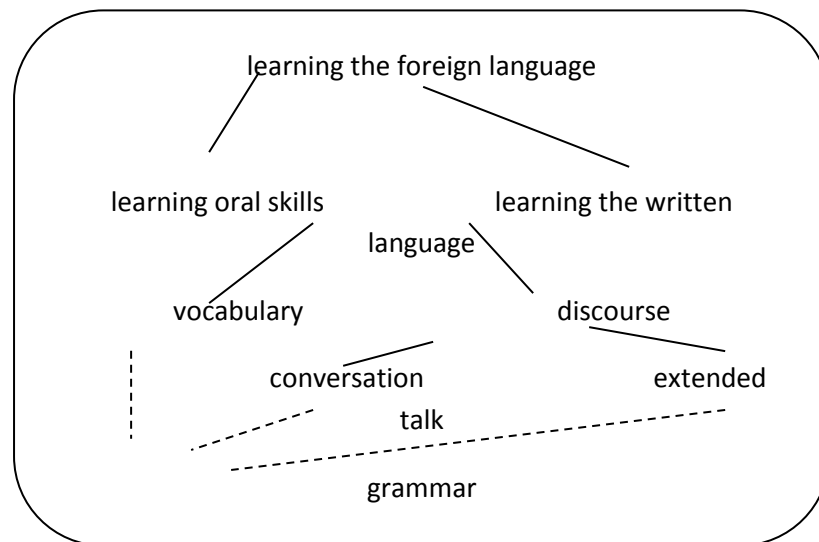 learning the foreign language
learning oral skills learning the written
language
vocabulary discourse
conversation extended
talk
grammar